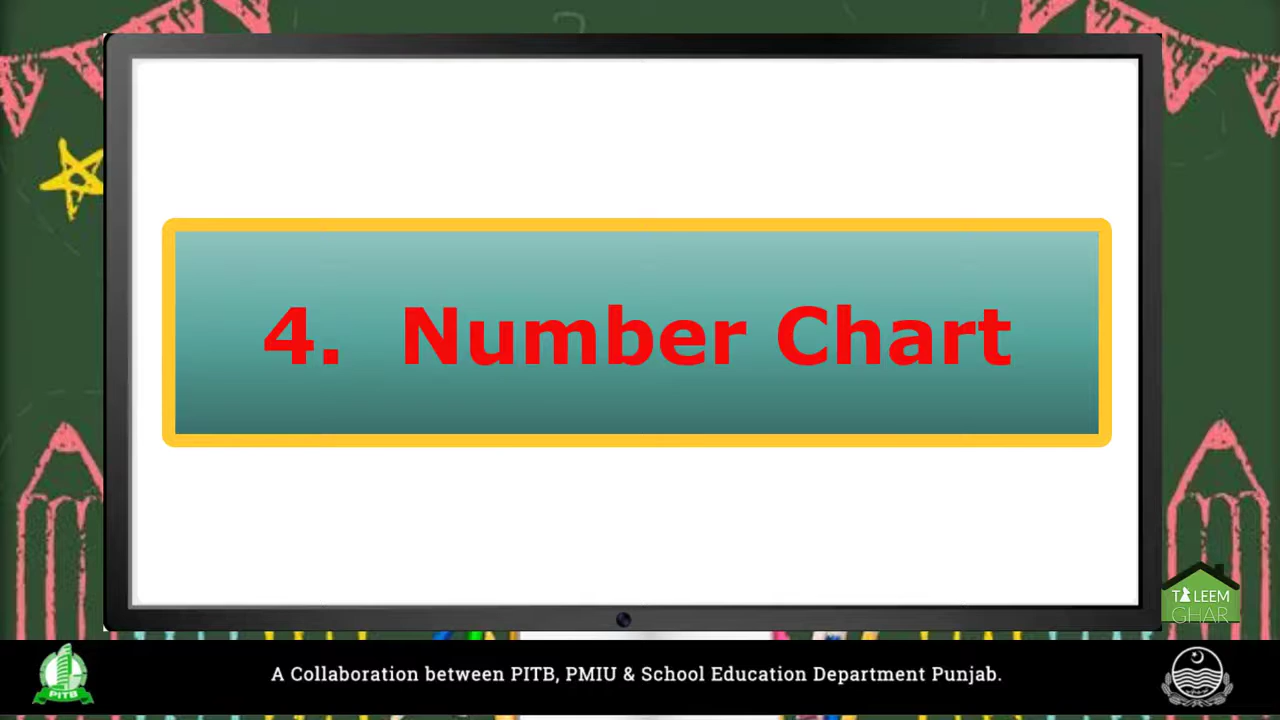 4. Number Chart
TALEEM
GHAR
PITB
A Collaboration between PITB, PMIU & School Education Department Punjab.